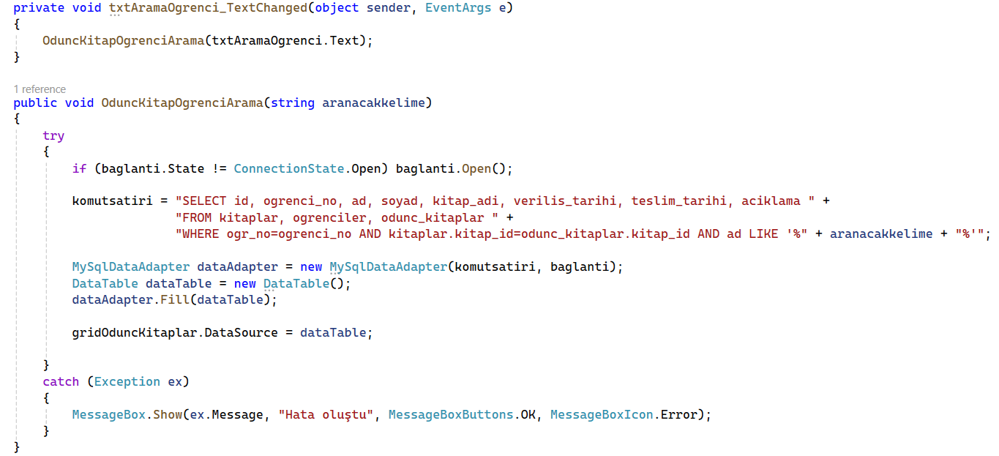 private void txtAramaOgrenci_TextChanged(object sender, EventArgs e)
{
    OduncKitapOgrenciArama(txtAramaOgrenci.Text);
}
1 reference
public void OduncKitapOgrenciArama(string aranacakkelime)
{
    try
    {
        if (baglanti.State != ConnectionState.Open) baglanti.Open();
        komutsatiri = "SELECT id, ogrenci_no, ad, soyad, kitap_adi, verilis_tarihi, teslim_tarihi, aciklama " +
                      "FROM kitaplar, ogrenciler, odunc_kitaplar " +
                      "WHERE ogr_no=ogrenci_no AND kitaplar.kitap_id=odunc_kitaplar.kitap_id AND ad LIKE '%" + aranacakkelime + "%'";
        MySqlDataAdapter dataAdapter = new MySqlDataAdapter(komutsatiri, baglanti);
        DataTable dataTable = new DataTable();
        dataAdapter.Fill(dataTable);
        gridOduncKitaplar.DataSource = dataTable;
    }
    catch (Exception ex)
    {
        MessageBox.Show(ex.Message, "Hata oluştu", MessageBoxButtons.OK, MessageBoxIcon.Error);
    }
}